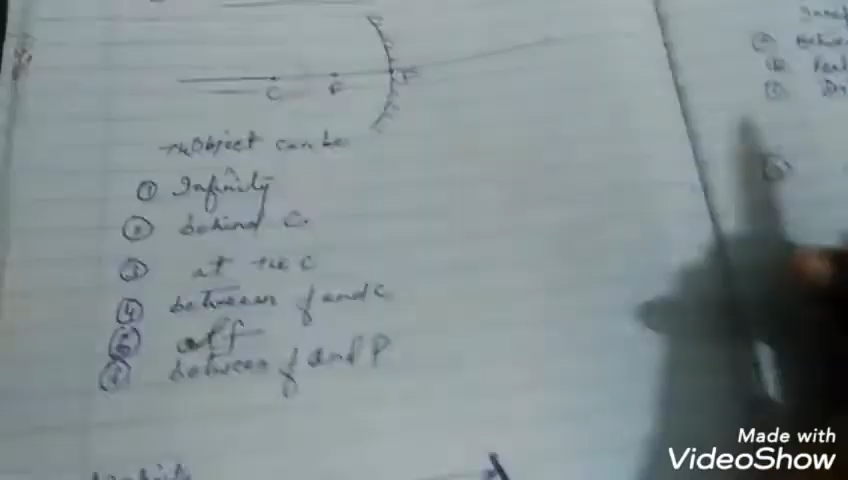 C F P
The Object can be
① Infinity
② behind C.
③ at the C
④ between f and C
⑤ at f
⑥ between f and P
Made with
VideoShow